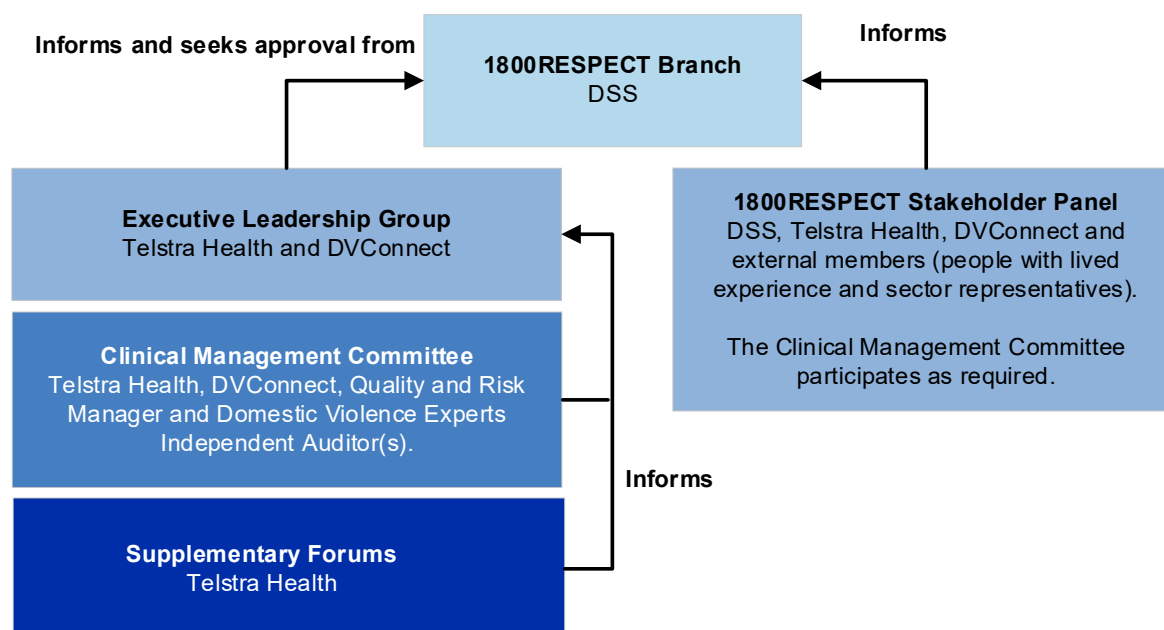 Informs and seeks approval from
1800RESPECT Branch
DSS
Informs
Executive Leadership Group
Telstra Health and DVConnect
1800RESPECT Stakeholder Panel
DSS, Telstra Health, DVConnect and
external members (people with lived
experience and sector representatives).
The Clinical Management Committee
participates as required.
Clinical Management Committee
Telstra Health, DVConnect, Quality and Risk
Manager and Domestic Violence Experts
Independent Auditor(s).
Informs
Supplementary Forums
Telstra Health